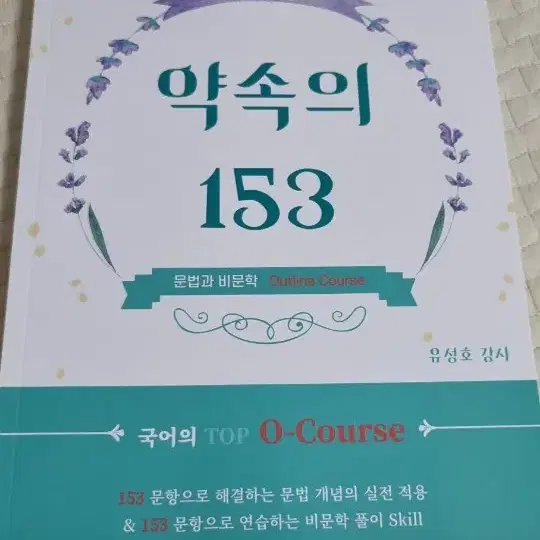 약속의
153
문법과 비문학 Outline Course
유성호 강사
국어의 TOP O-Course
153 문항으로 해결하는 문법 개념의 실전 적용
& 153 문항으로 연습하는 비문학 풀이 Skill